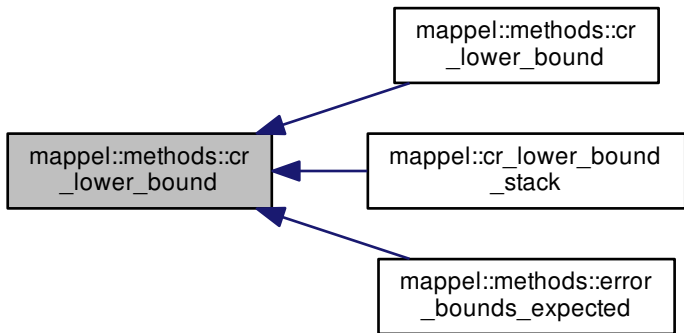 mappel::methods::cr
_lower_bound
mappel::methods::cr
_lower_bound
mappel::cr_lower_bound
_stack
mappel::methods::error
_bounds_expected